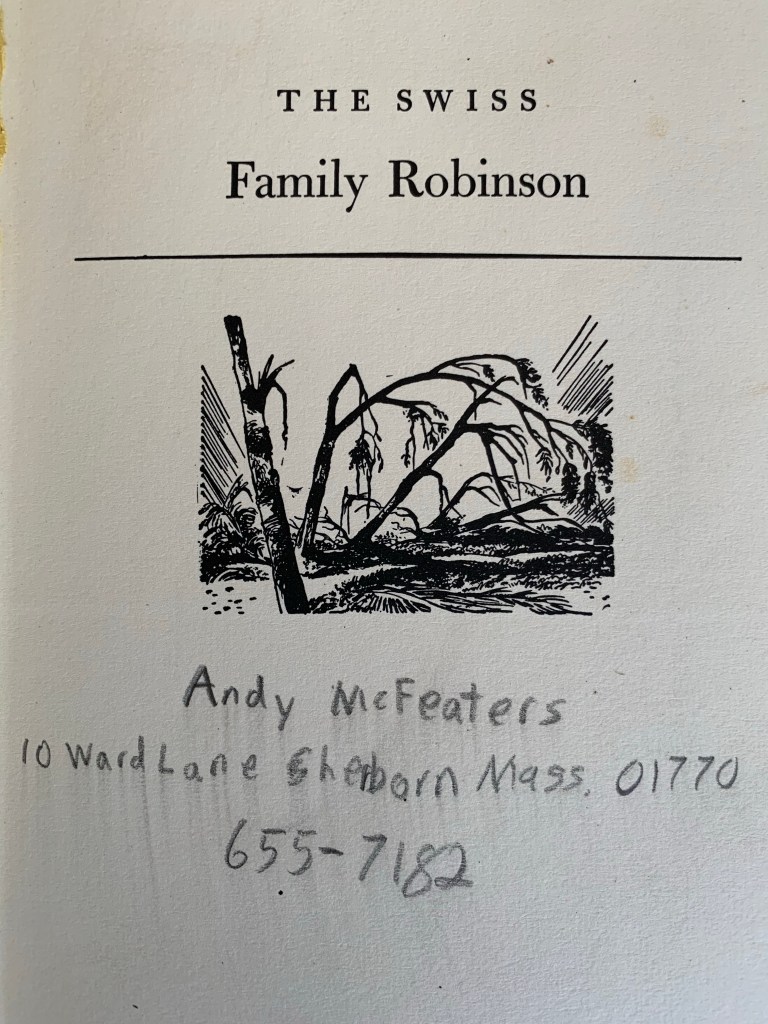 THE SWISS
Family Robinson
Andy McFeaters
10 Ward Lane Sherborn Mass. 01770
655-7182